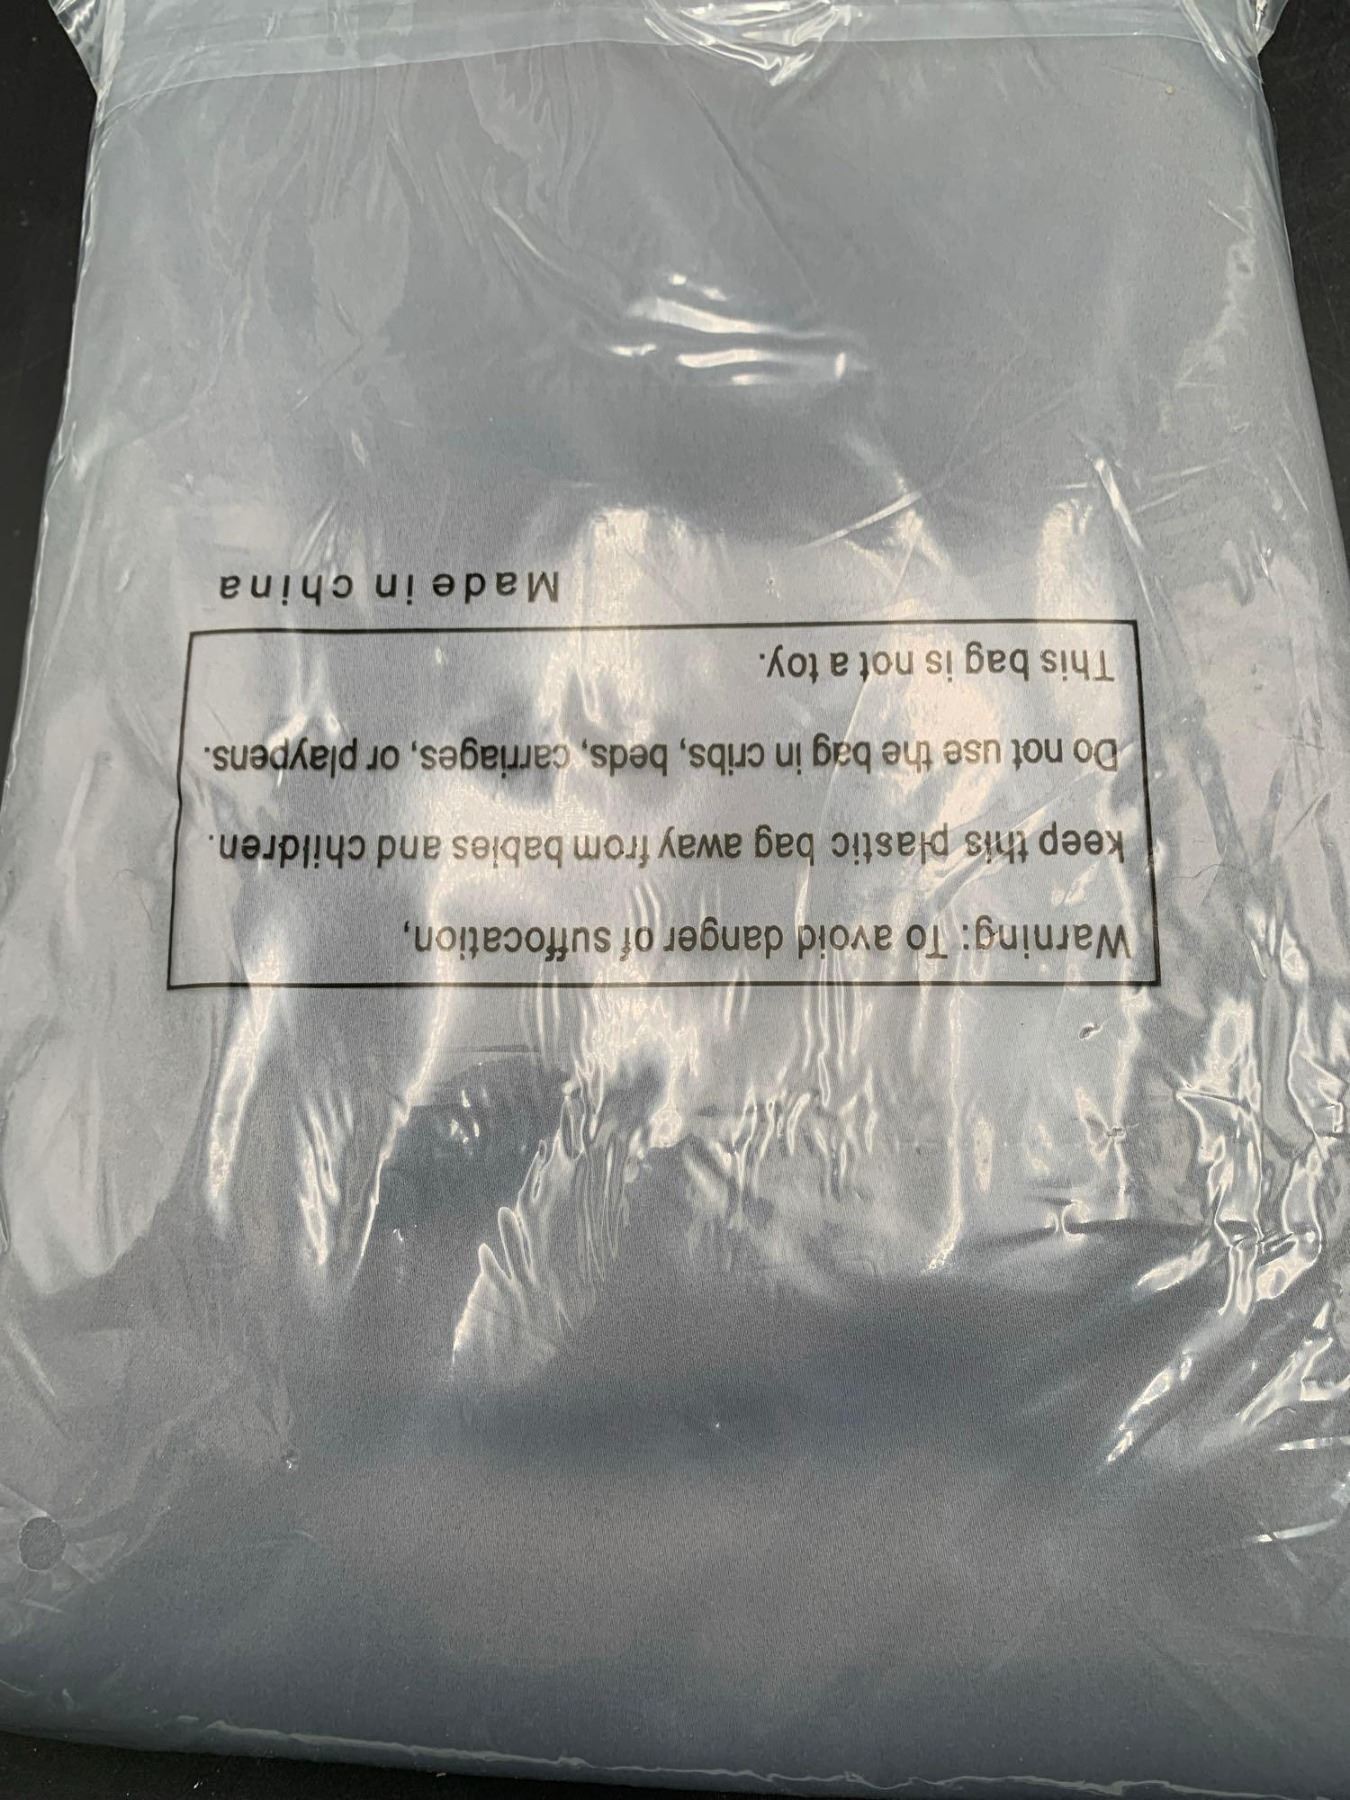 Warning: To avoid danger of suffocation,
keep this plastic bag away from babies and children.
Do not use the bag in cribs, beds, carriages, or playpens.
This bag is not a toy.
Made in china